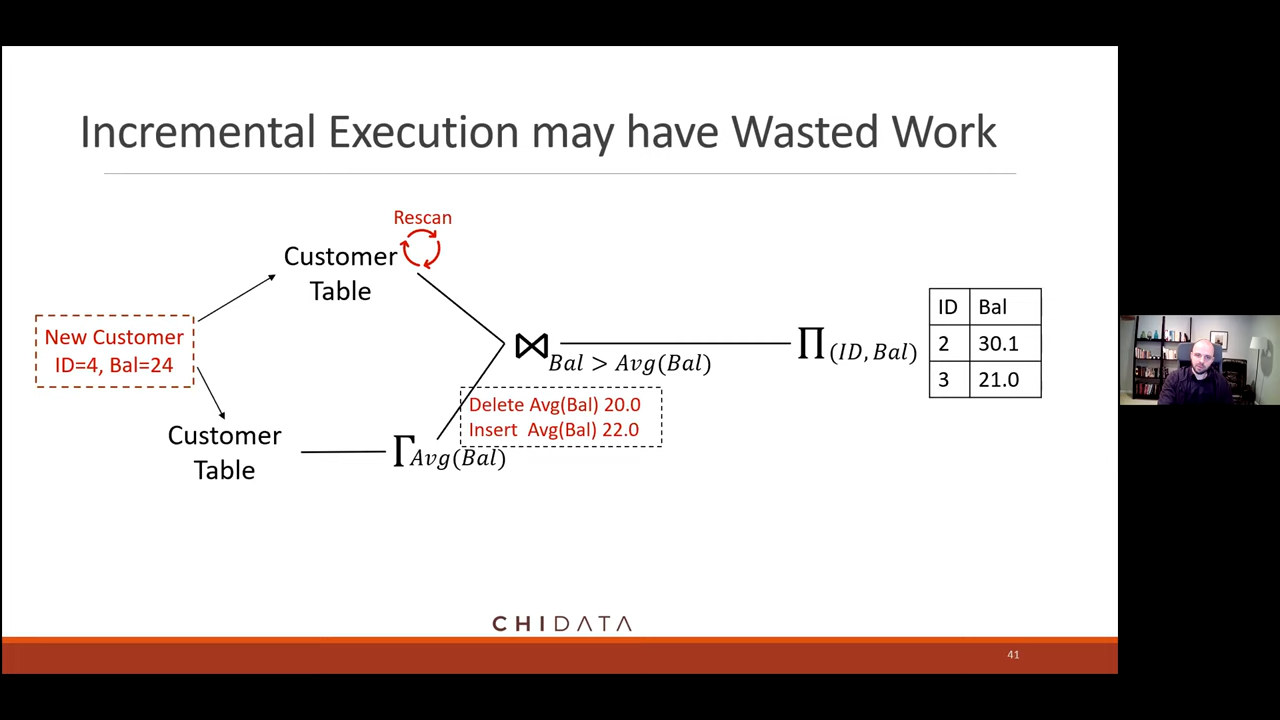 Incremental Execution may have Wasted Work
Rescan
Customer
Table
New Customer
ID=4, Bal=24
⋈ Bal > Avg(Bal)
Π (ID, Bal)
ID Bal
2 30.1
3 21.0
Delete Avg(Bal) 20.0
Insert Avg(Bal) 22.0
Customer
Table
Γ Avg(Bal)
CHIDATA
41